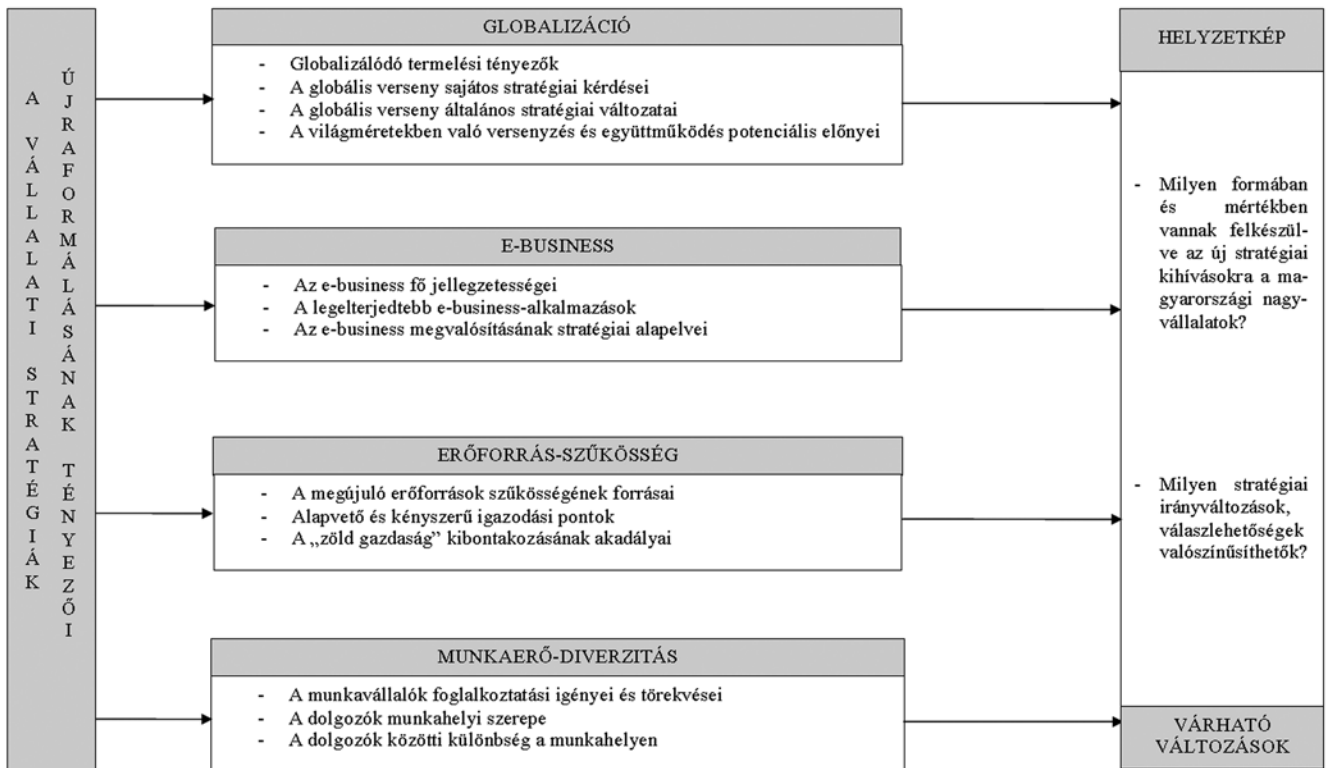 A VÁLLALATI STRATÉGIÁK
ÚJRAFORMÁLÁSÁNAK TÉNYEZŐI
GLOBALIZÁCIÓ
- Globalizálódó termelési tényezők
- A globális verseny sajátos stratégiai kérdései
- A globális verseny általános stratégiai változatai
- A világméretekben való versenyzés és együttműködés potenciális előnyei
E-BUSINESS
- Az e-business fő jellegzetességei
- A legelterjedtebb e-business-alkalmazások
- Az e-business megvalósításának stratégiai alapelvei
ERŐFORRÁS-SZŰKÖSSÉG
- A megújuló erőforrások szűkösségének forrásai
- Alapvető és kényszerű igazodási pontok
- A „zöld gazdaság” kibontakozásának akadályai
MUNKAERŐ-DIVERZITÁS
- A munkavállalók foglalkoztatási igényei és törekvései
- A dolgozók munkahelyi szerepe
- A dolgozók közötti különbség a munkahelyen
HELYZETKÉP
- Milyen formában
és mértékben
vannak felkészül-
ve az új stratégiai
kihívásokra a ma-
gyarországi nagy-
vállalatok?
- Milyen stratégiai
irányváltozások,
válaszlehetőségek
valószínűsíthetők?
VÁRHATÓ
VÁLTOZÁSOK